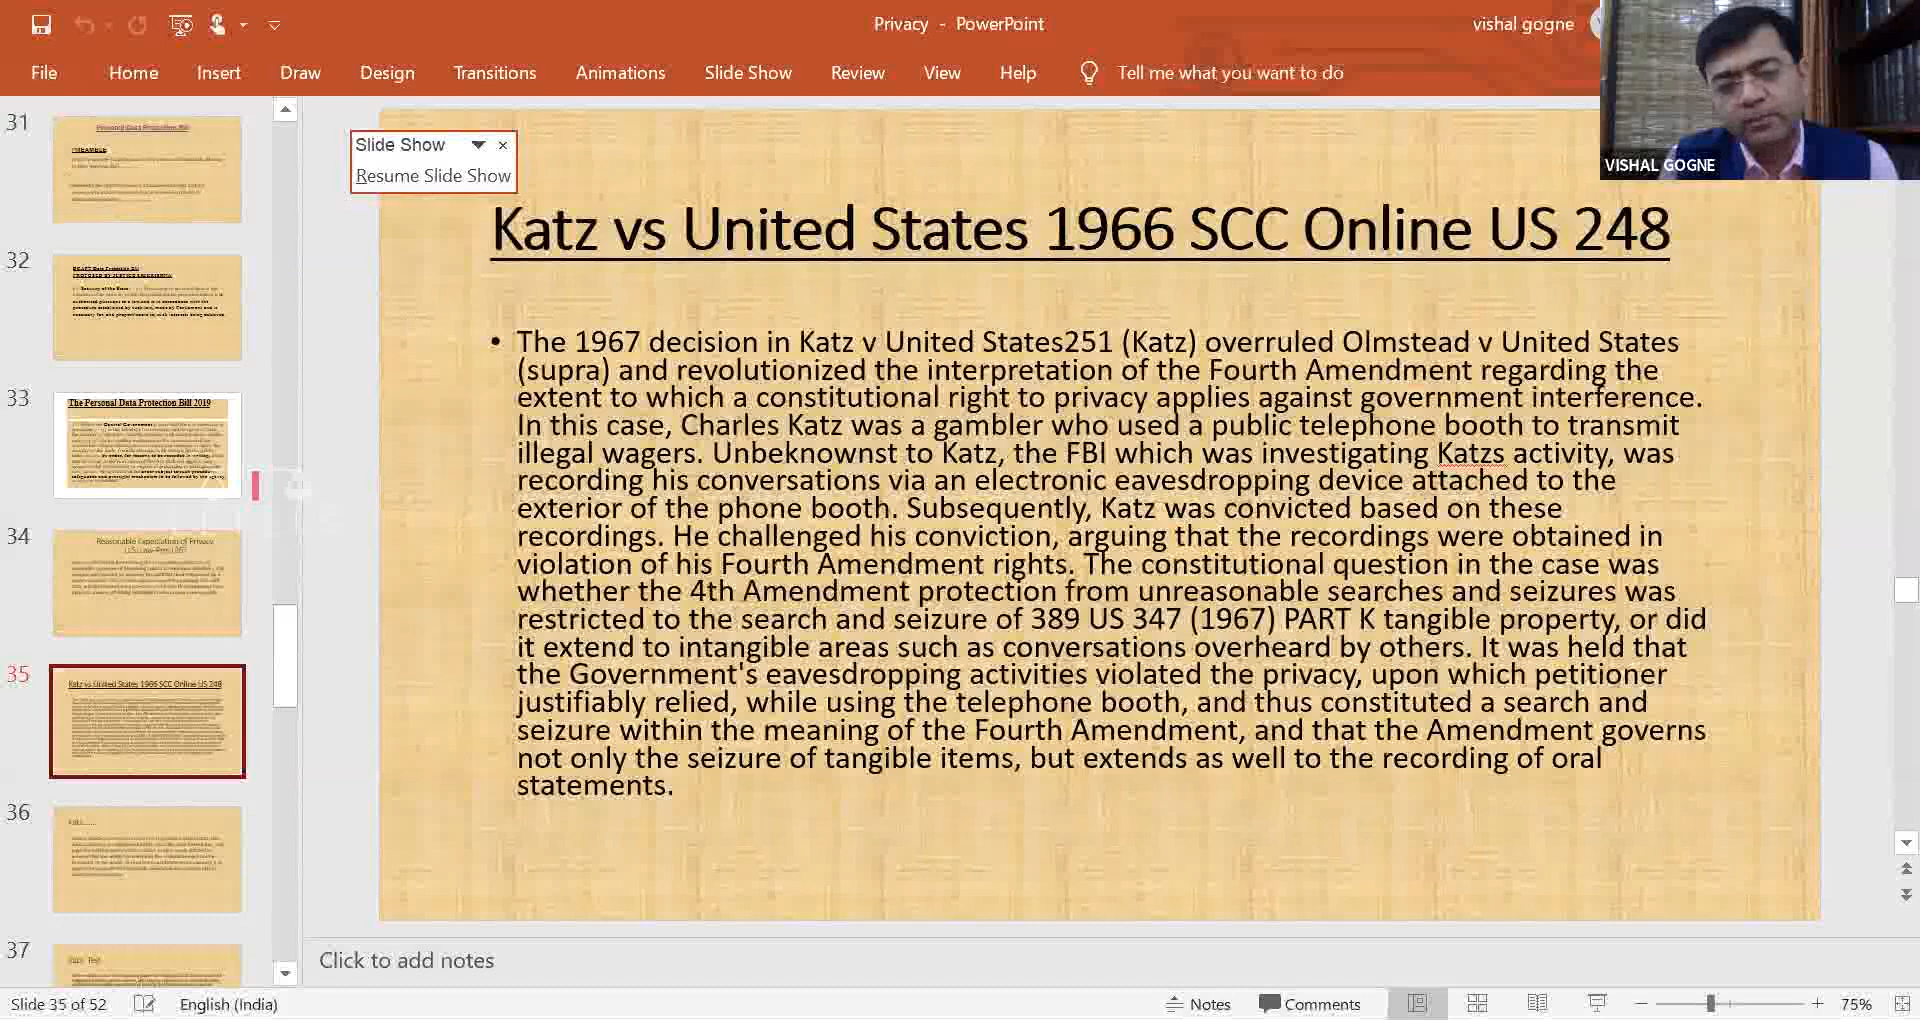 Privacy - PowerPoint
vishal gogne
File Home Insert Draw Design Transitions Animations Slide Show Review View Help Tell me what you want to do
VISHAL GOGNE
Slide Show
Resume Slide Show
31
Personal Data Protection Bill
PREAMBLE
32
33
The Personal Data Protection Bill 2019
34
Reasonable Expectation of Privacy
35
Katz vs United States 1966 SCC Online US 248
36
37
Katz vs United States 1966 SCC Online US 248
• The 1967 decision in Katz v United States251 (Katz) overruled Olmstead v United States
(supra) and revolutionized the interpretation of the Fourth Amendment regarding the
extent to which a constitutional right to privacy applies against government interference.
In this case, Charles Katz was a gambler who used a public telephone booth to transmit
illegal wagers. Unbeknownst to Katz, the FBI which was investigating Katzs activity, was
recording his conversations via an electronic eavesdropping device attached to the
exterior of the phone booth. Subsequently, Katz was convicted based on these
recordings. He challenged his conviction, arguing that the recordings were obtained in
violation of his Fourth Amendment rights. The constitutional question in the case was
whether the 4th Amendment protection from unreasonable searches and seizures was
restricted to the search and seizure of 389 US 347 (1967) PART K tangible property, or did
it extend to intangible areas such as conversations overheard by others. It was held that
the Government's eavesdropping activities violated the privacy, upon which petitioner
justifiably relied, while using the telephone booth, and thus constituted a search and
seizure within the meaning of the Fourth Amendment, and that the Amendment governs
not only the seizure of tangible items, but extends as well to the recording of oral
statements.
Click to add notes
Slide 35 of 52 English (India) Notes Comments 75%